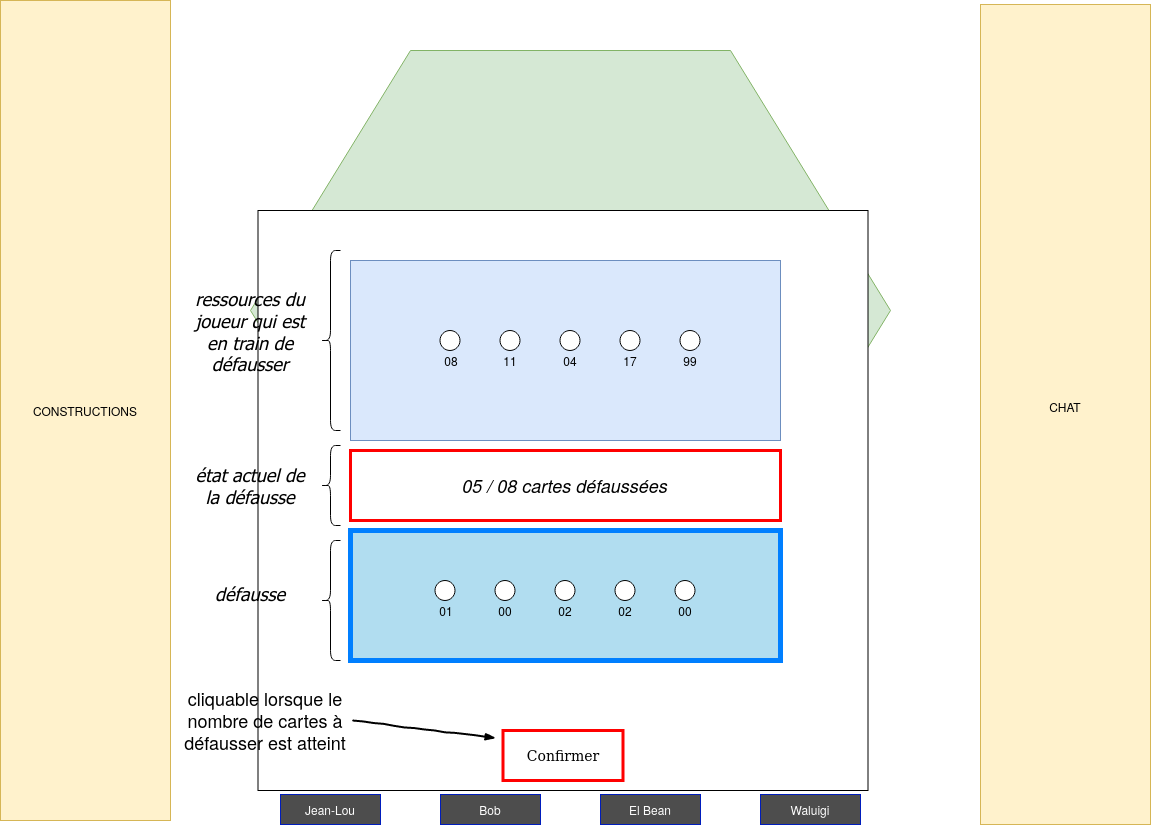 CONSTRUCTIONS
ressources du
joueur qui est
en train de
défausser
08 11 04 17 99
état actuel de
la défausse
05 / 08 cartes défaussées
défausse
01 00 02 02 00
cliquable lorsque le
nombre de cartes à
défausser est atteint
Confirmer
Jean-Lou Bob El Bean Waluigi
CHAT